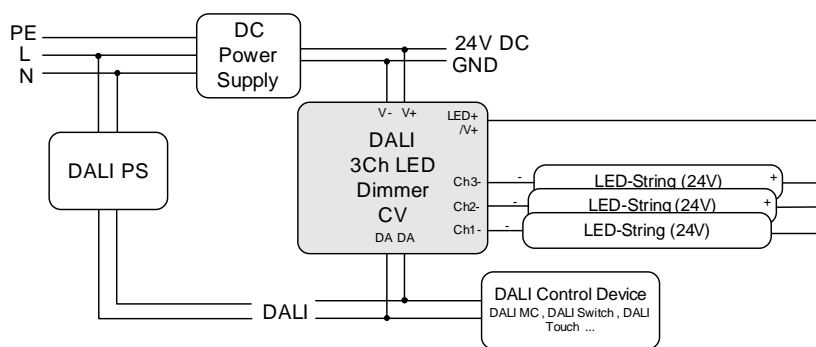 PE
L
N
DC
Power
Supply
24V DC
GND
DALI PS
V- V+
LED+
/V+
DALI
3Ch LED
Dimmer
CV
Ch3-
Ch2-
Ch1-
DA DA
- LED-String (24V) +
- LED-String (24V) +
- LED-String (24V)
DALI
DALI Control Device
DALI MC , DALI Switch , DALI
Touch ...